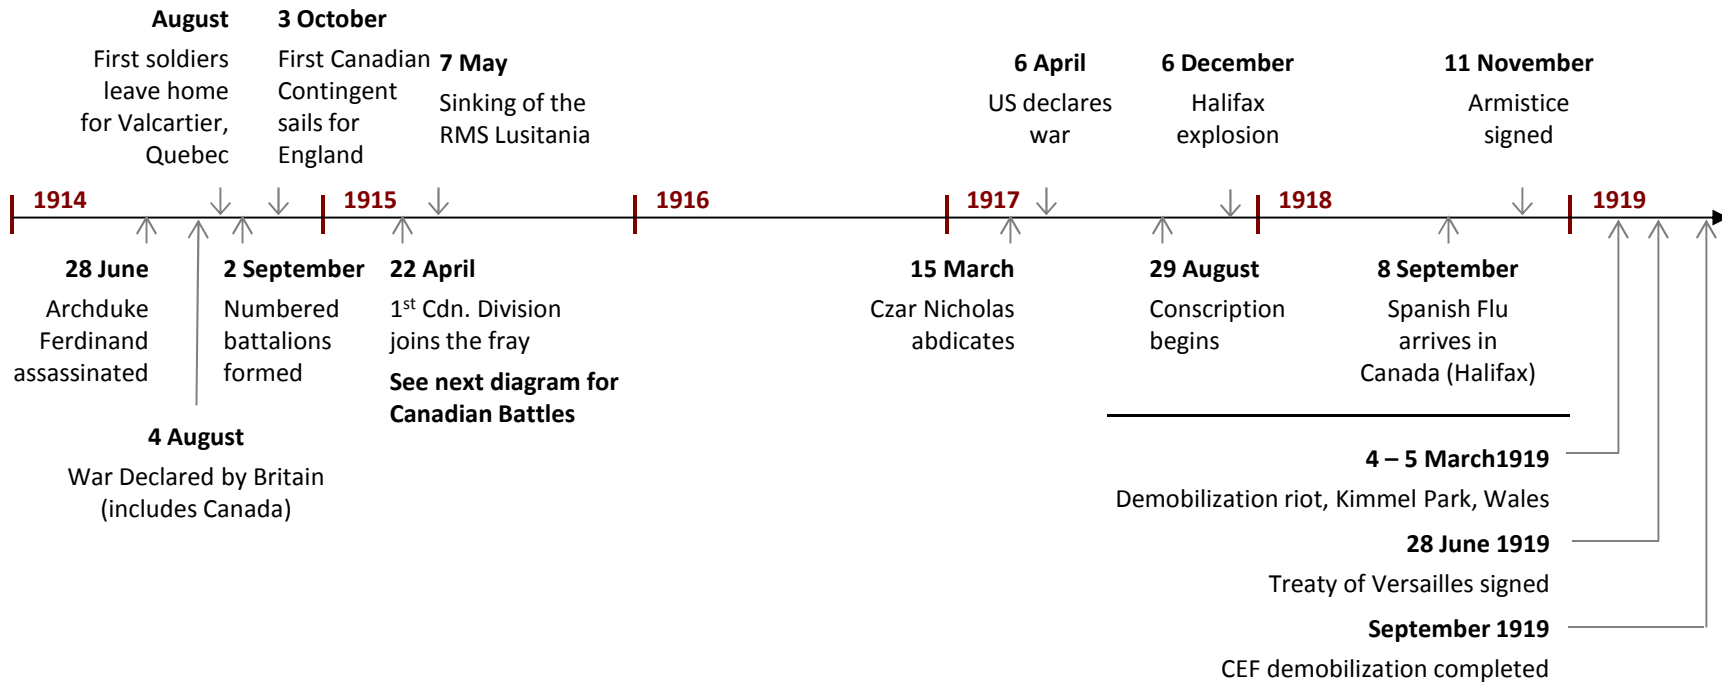 August
First soldiers
leave home
for Valcartier,
Quebec
3 October
First Canadian
Contingent
sails for
England
7 May
Sinking of the
RMS Lusitania
6 April
US declares
war
6 December
Halifax
explosion
11 November
Armistice
signed
1914
1915
1916
1917
1918
1919
28 June
Archduke
Ferdinand
assassinated
4 August
War Declared by Britain
(includes Canada)
2 September
Numbered
battalions
formed
22 April
1st Cdn. Division
joins the fray
See next diagram for
Canadian Battles
15 March
Czar Nicholas
abdicates
29 August
Conscription
begins
8 September
Spanish Flu
arrives in
Canada (Halifax)
4 – 5 March1919
Demobilization riot, Kimmel Park, Wales
28 June 1919
Treaty of Versailles signed
September 1919
CEF demobilization completed